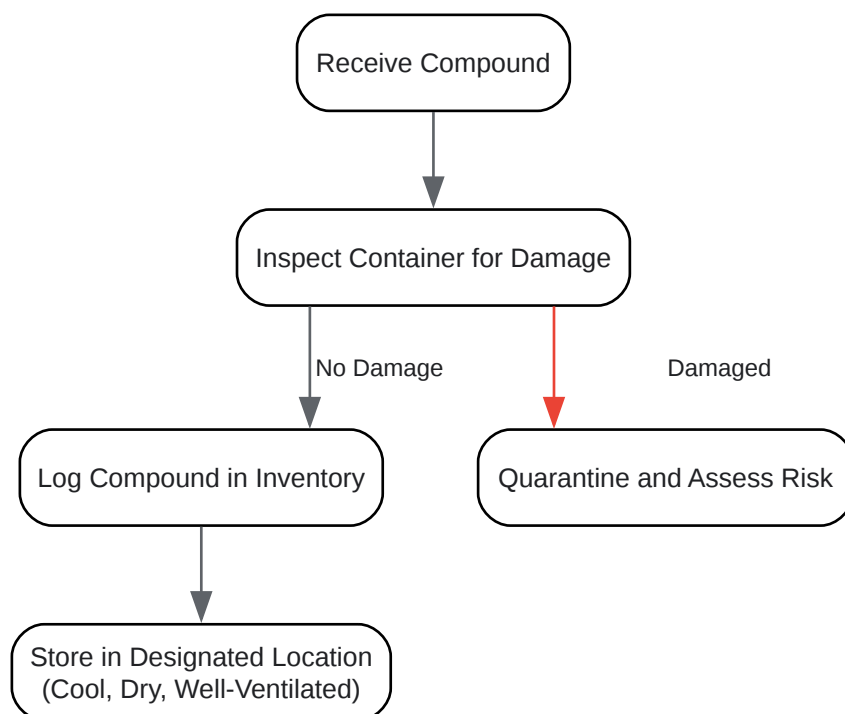 Receive Compound
Inspect Container for Damage
No Damage
Damaged
Log Compound in Inventory
Quarantine and Assess Risk
Store in Designated Location
(Cool, Dry, Well-Ventilated)